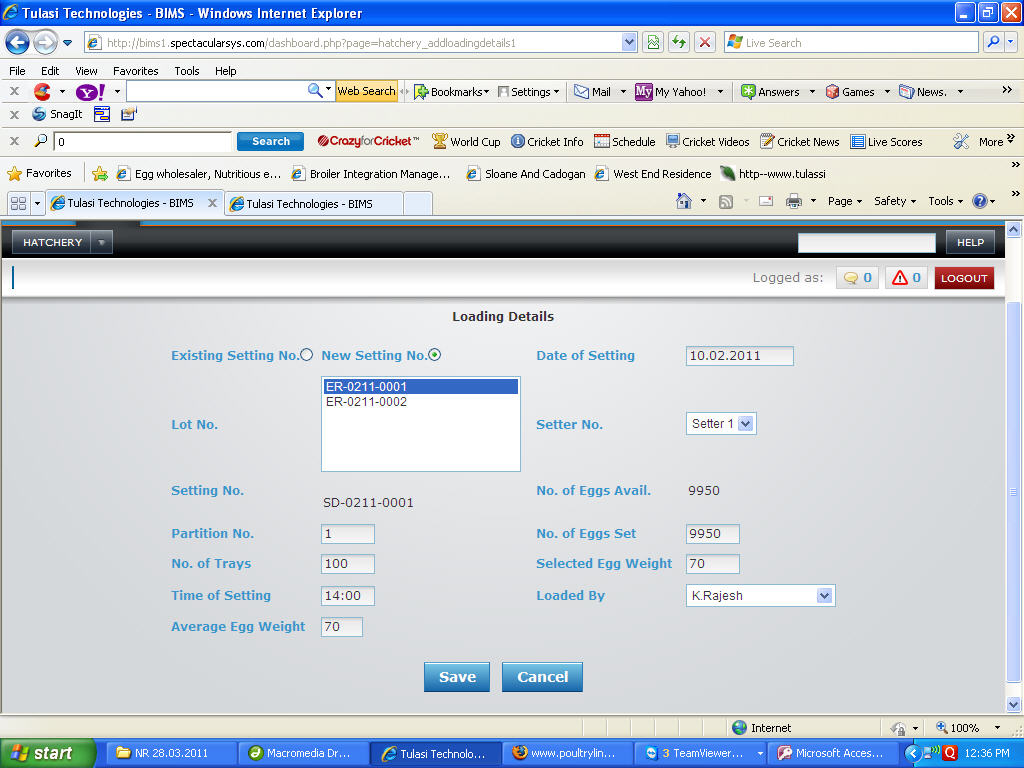 Tulasi Technologies - BIMS - Windows Internet Explorer
http://bims1.spectacularsys.com/dashboard.php?page=hatchery_addloadingdetails1
Live Search
File Edit View Favorites Tools Help
Y! Web Search Bookmarks Settings Mail My My Yahoo! Answers Games News.
SnagIt
0 Search CrazyforCricket™ World Cup Cricket Info Schedule Cricket Videos Cricket News Live Scores More
Favorites Egg wholesaler, Nutritious e... Broiler Integration Manage... Sloane And Cadogan West End Residence http--www.tulassi
Tulasi Technologies - BIMS Tulasi Technologies - BIMS Page Safety Tools
HATCHERY HELP
Logged as: 0 0 LOGOUT
Loading Details
Existing Setting No. New Setting No. Date of Setting 10.02.2011
ER-0211-0001
ER-0211-0002
Lot No. Setter No. Setter 1
Setting No. SD-0211-0001 No. of Eggs Avail. 9950
Partition No. 1 No. of Eggs Set 9950
No. of Trays 100 Selected Egg Weight 70
Time of Setting 14:00 Loaded By K.Rajesh
Average Egg Weight 70
Save Cancel
Internet 100%
start NR 28.03.2011 Macromedia Dr... Tulasi Technolo... www.poultrylin... 3 TeamViewer... Microsoft Acces... 12:36 PM